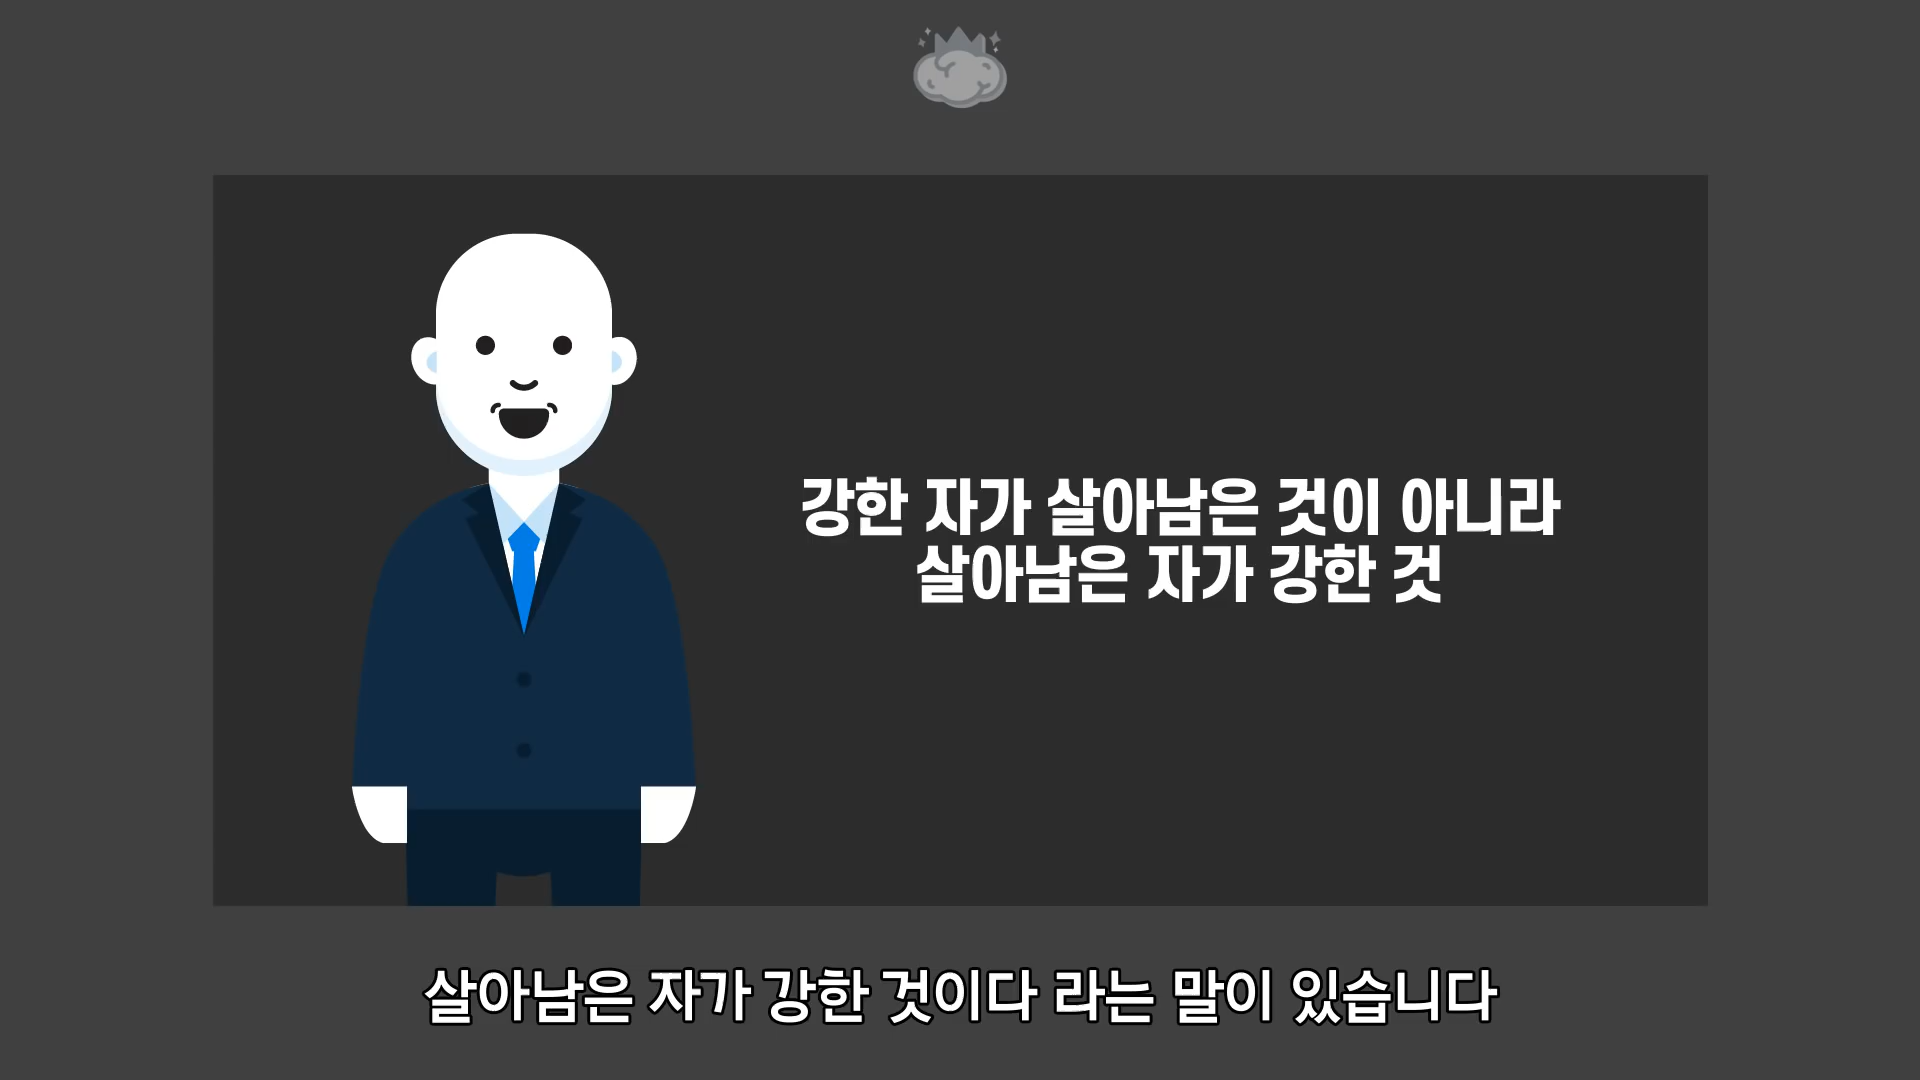 강한 자가 살아남은 것이 아니라
살아남은 자가 강한 것
살아남은 자가 강한 것이다 라는 말이 있습니다